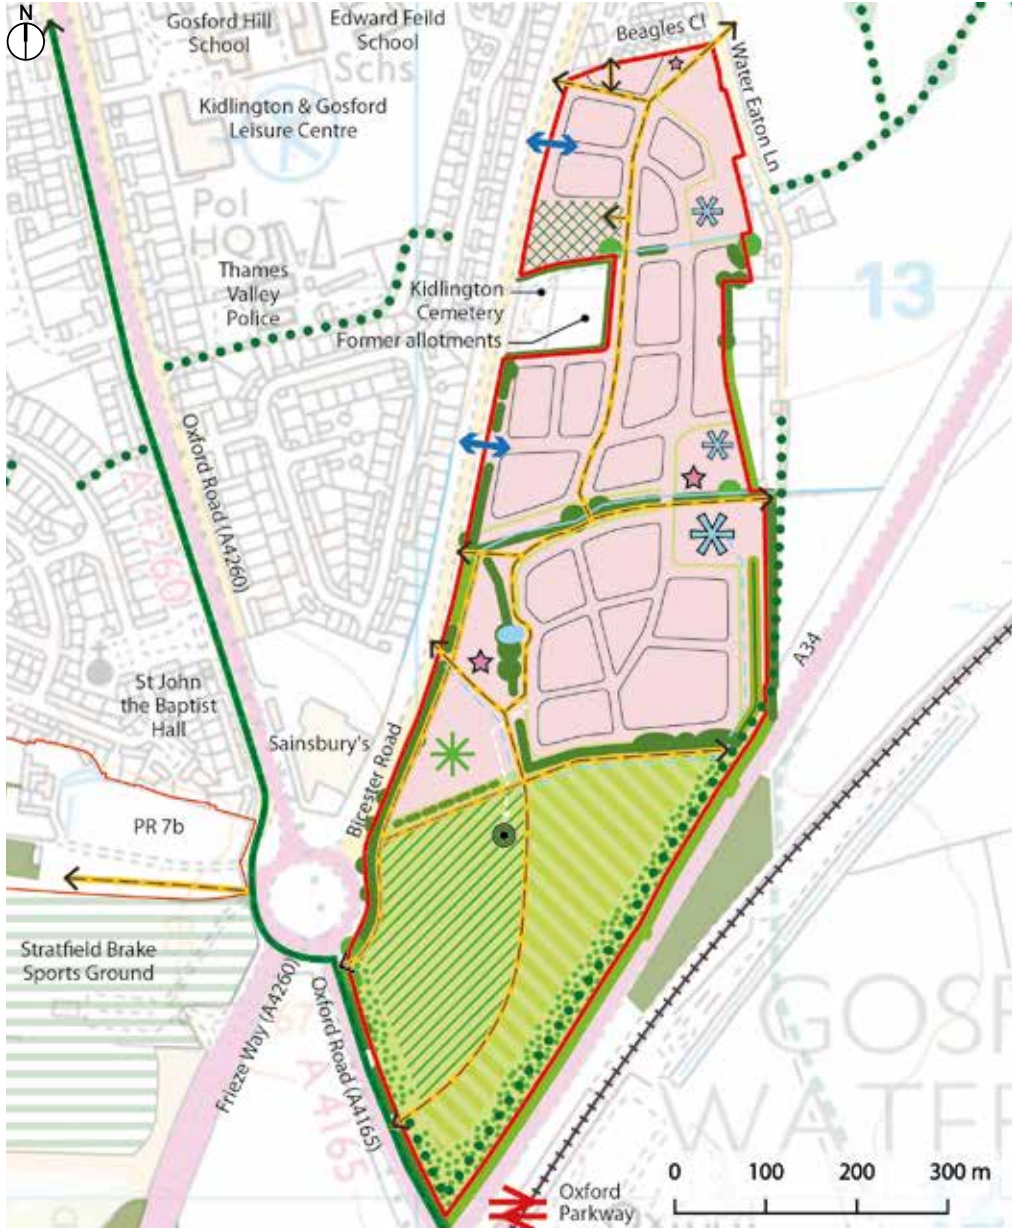 N
Gosford Hill
School
Edward Feild
School
Schs
Beagles Cl
Water Eaton Ln
Kidlington & Gosford
Leisure Centre
Pol
HQ
Thames
Valley
Police
13
Kidlington
Cemetery
Former allotments
Oxford Road (A4260)
A4260
A34
St John
the Baptist
Hall
Sainsbury's
Bicester Road
PR 7b
Stratfield Brake
Sports Ground
Frieze Way (A4260)
Oxford Road (A4165)
A 4165
GOSF
WATER
0 100 200 300 m
Oxford
Parkway